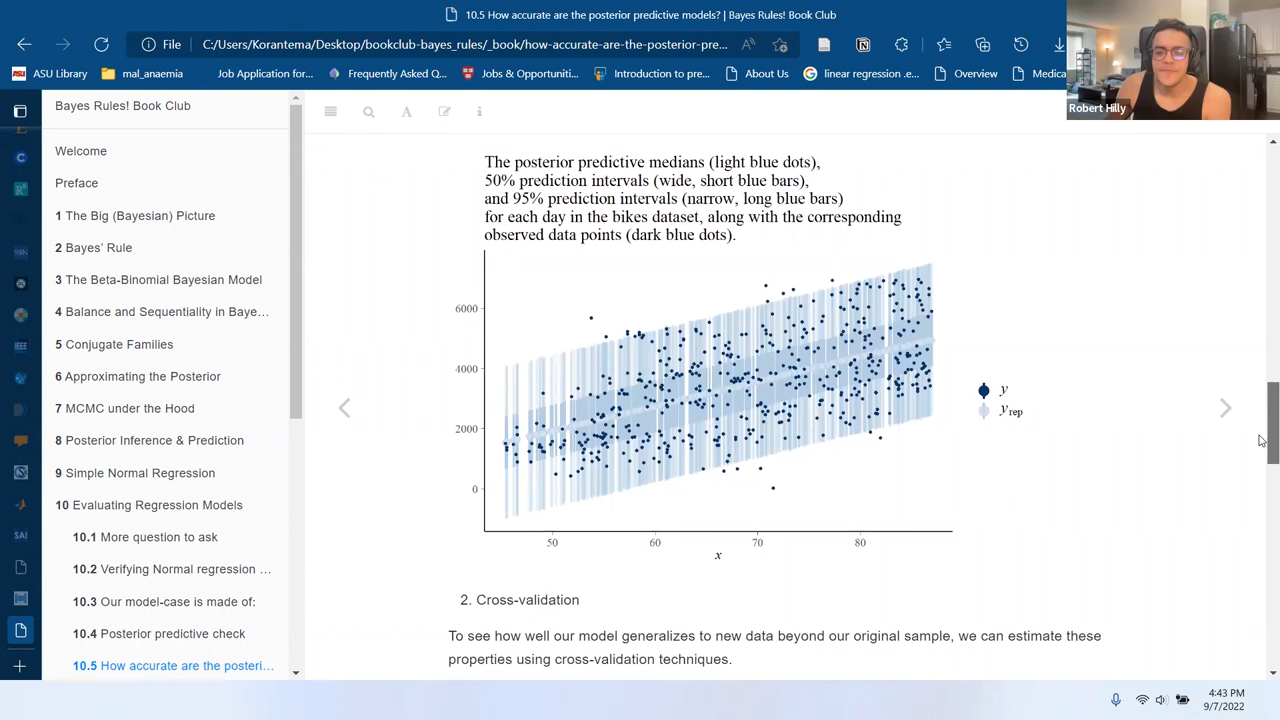 10.5 How accurate are the posterior predictive models? | Bayes Rules! Book Club
File C:/Users/Korantema/Desktop/bookclub-bayes_rules/_book/how-accurate-are-the-posterior-pre...
ASU Library mal_anaemia Job Application for... Frequently Asked Q... Jobs & Opportuniti... Introduction to pre... About Us linear regression .e... Overview Medica
Robert Hilly
Bayes Rules! Book Club
Welcome
Preface
1 The Big (Bayesian) Picture
2 Bayes' Rule
3 The Beta-Binomial Bayesian Model
4 Balance and Sequentiality in Baye...
5 Conjugate Families
6 Approximating the Posterior
7 MCMC under the Hood
8 Posterior Inference & Prediction
9 Simple Normal Regression
10 Evaluating Regression Models
10.1 More question to ask
10.2 Verifying Normal regression ...
10.3 Our model-case is made of:
10.4 Posterior predictive check
10.5 How accurate are the posteri...
The posterior predictive medians (light blue dots),
50% prediction intervals (wide, short blue bars),
and 95% prediction intervals (narrow, long blue bars)
for each day in the bikes dataset, along with the corresponding
observed data points (dark blue dots).
6000
4000
2000
0
50 60 70 80
x
y
yrep
2. Cross-validation
To see how well our model generalizes to new data beyond our original sample, we can estimate these
properties using cross-validation techniques.
4:43 PM
9/7/2022